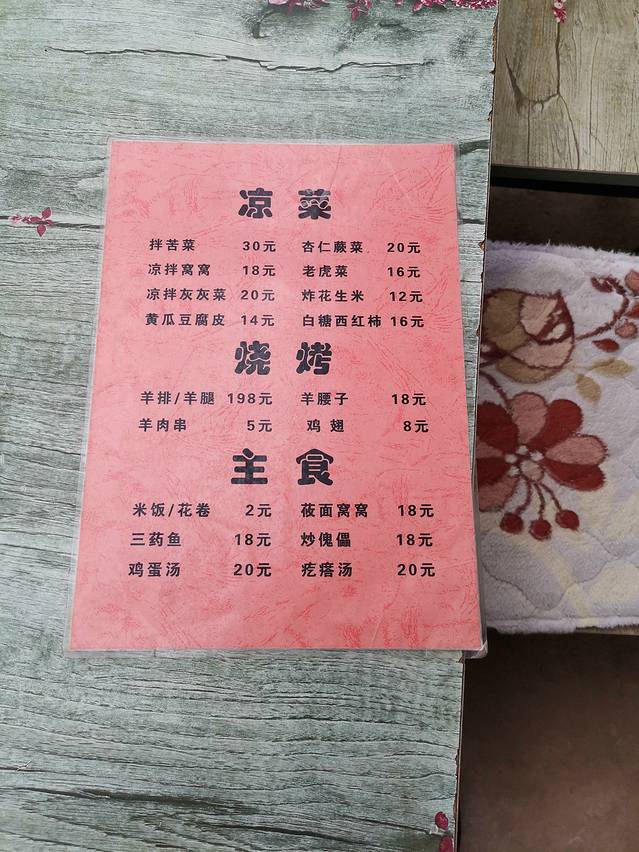 凉 菜
拌苦菜 30元 杏仁蕨菜 20元
凉拌窝窝 18元 老虎菜 16元
凉拌灰灰菜 20元 炸花生米 12元
黄瓜豆腐皮 14元 白糖西红柿 16元
烧 烤
羊排/羊腿 198元 羊腰子 18元
羊肉串 5元 鸡 翅 8元
主 食
米饭/花卷 2元 莜面窝窝 18元
三药鱼 18元 炒傀儡 18元
鸡蛋汤 20元 疙瘩汤 20元